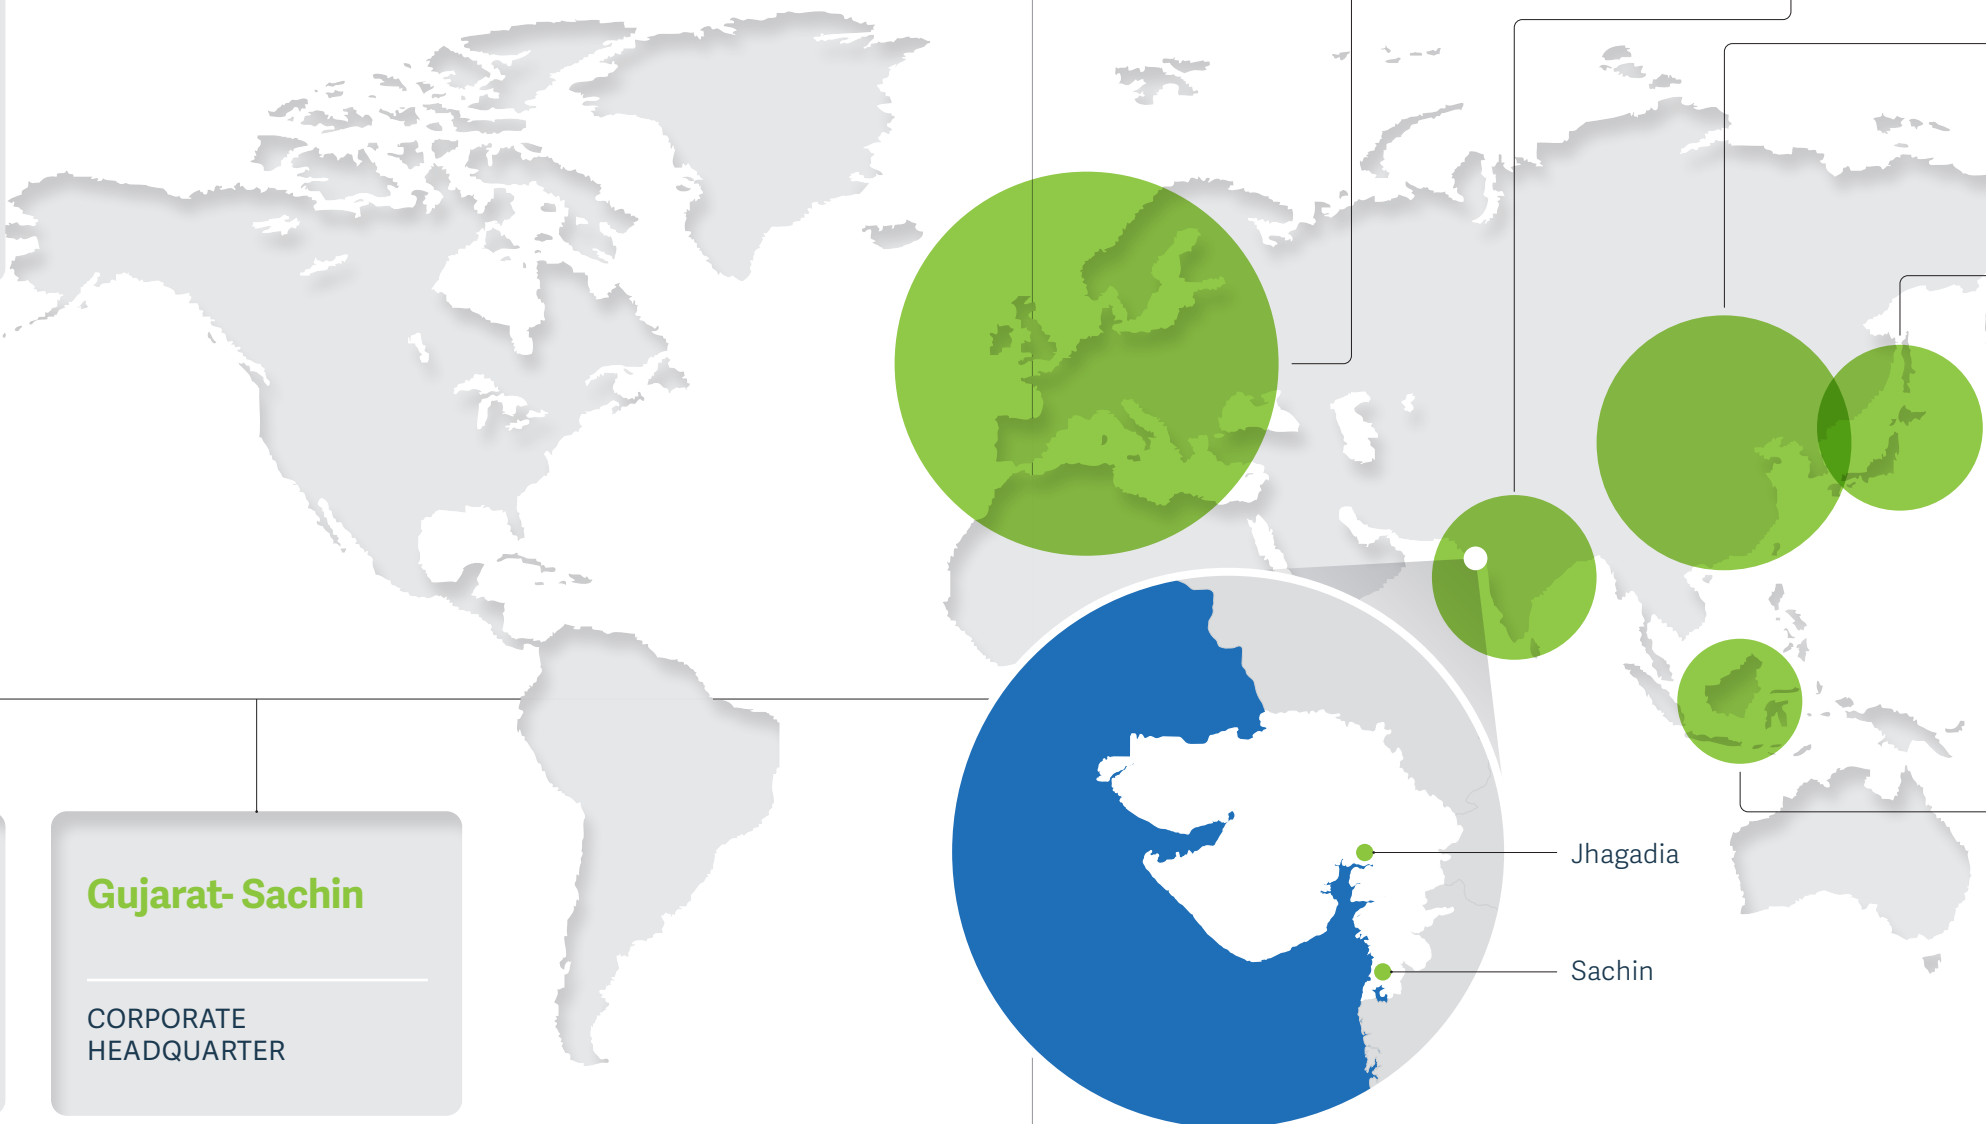 Jhagadia
Gujarat- Sachin
Sachin
CORPORATE
HEADQUARTER